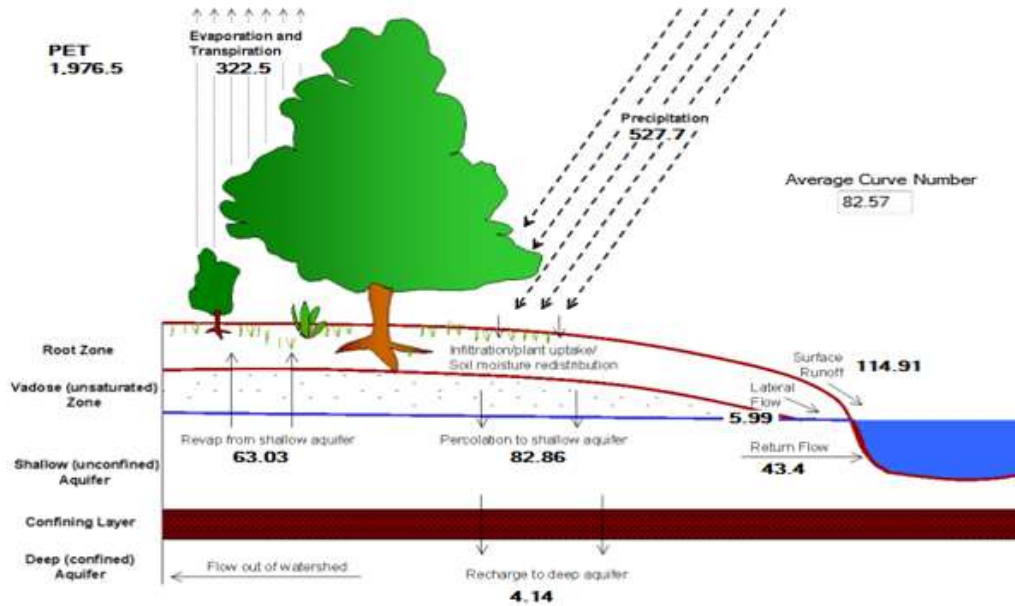 PET
1,976.5
Evaporation and
Transpiration
322.5
Precipitation
527.7
Average Curve Number
82.57
Root Zone
Infiltration/plant uptake/
Soil moisture redistribution
Surface
Runoff
114.91
Vadose (unsaturated)
Zone
Lateral
Flow
5.99
Revap from shallow aquifer
63.03
Percolation to shallow aquifer
82.86
Return Flow
43.4
Shallow (unconfined)
Aquifer
Confining Layer
Deep (confined)
Aquifer
Flow out of watershed
Recharge to deep aquifer
4.14